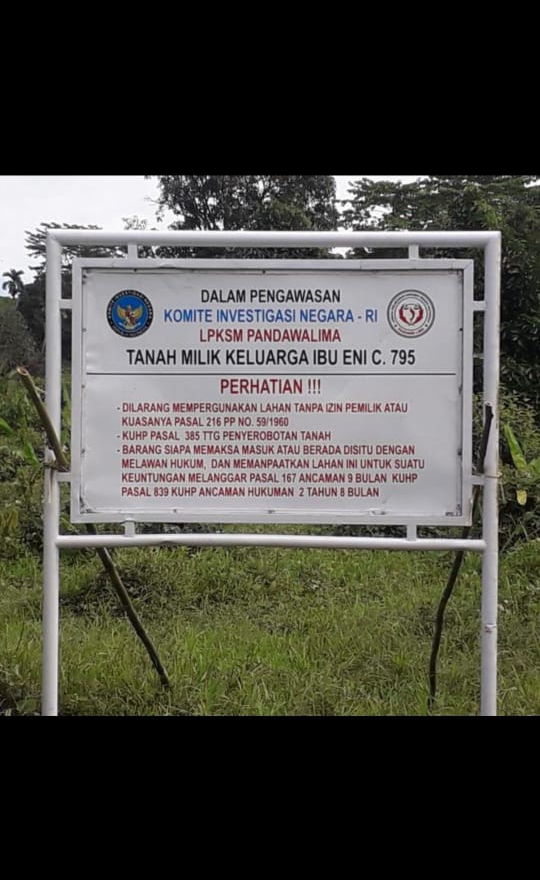 DALAM PENGAWASAN
KOMITE INVESTIGASI NEGARA - RI
LPKSM PANDAWALIMA
TANAH MILIK KELUARGA IBU ENI C. 795
PERHATIAN !!!
- DILARANG MEMPERGUNAKAN LAHAN TANPA IZIN PEMILIK ATAU
KUASANYA PASAL 216 PP NO. 59/1960
- KUHP PASAL 385 TTG PENYEROBOTAN TANAH
- BARANG SIAPA MEMAKSA MASUK ATAU BERADA DISITU DENGAN
MELAWAN HUKUM, DAN MEMANPAATKAN LAHAN INI UNTUK SUATU
KEUNTUNGAN MELANGGAR PASAL 167 ANCAMAN 9 BULAN KUHP
PASAL 839 KUHP ANCAMAN HUKUMAN 2 TAHUN 8 BULAN